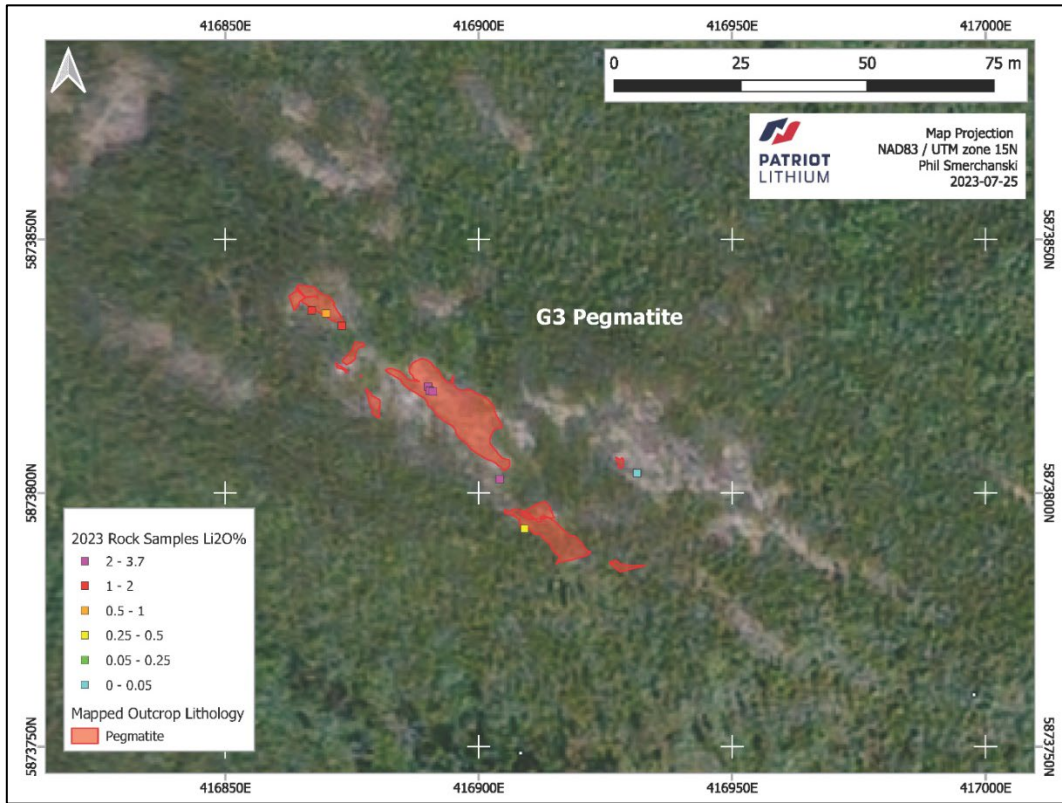 416850E
416900E
416950E
417000E
0
25
50
75 m
PATRIOT
LITHIUM
Map Projection
NAD83 / UTM zone 15N
Phil Smerchanski
2023-07-25
5873850N
5873850N
G3 Pegmatite
5873800N
5873800N
2023 Rock Samples Li2O%
2 - 3.7
1 - 2
0.5 - 1
0.25 - 0.5
0.05 - 0.25
0 - 0.05
Mapped Outcrop Lithology
Pegmatite
5873750N
5873750N
416850E
416900E
416950E
417000E